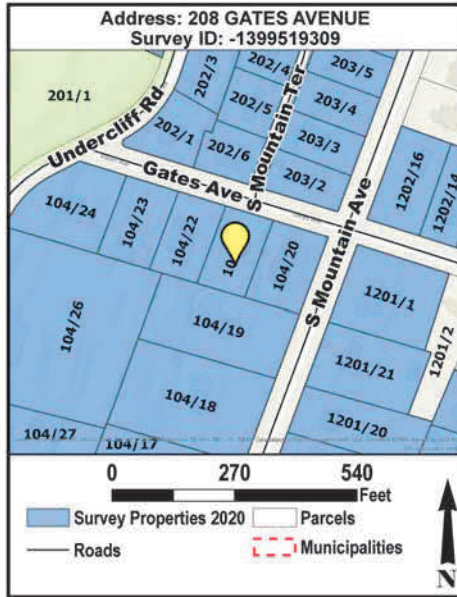 Address: 208 GATES AVENUE
Survey ID: -1399519309
201/1
202/3
202/4
203/5
202/5
203/4
202/1
202/6
203/3
203/2
Undercliff-Rd
S-Mountain-Ter
Gates-Ave
S-Mountain-Ave
1202/16
1202/14
104/24
104/23
104/22
104/20
104/26
104/19
1201/1
1201/2
104/18
1201/21
104/27
104/17
1201/20
0 270 540
Feet
Survey Properties 2020
Parcels
Roads
Municipalities
N